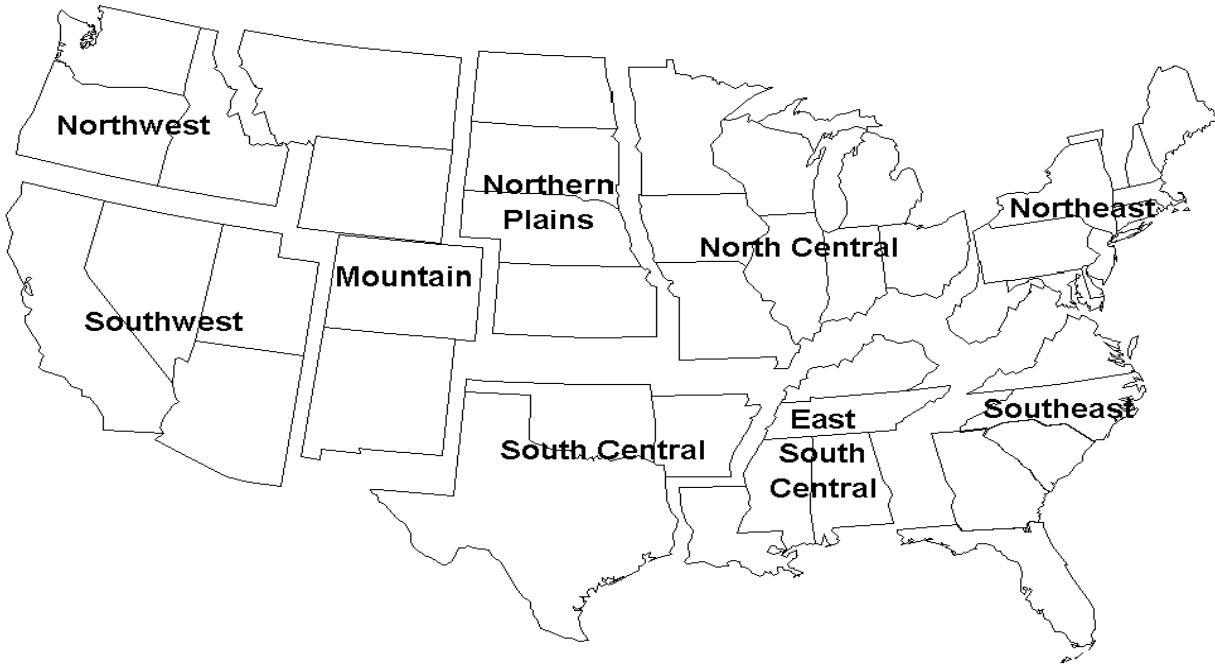 Northwest
Northern
Plains
Northeast
North Central
Mountain
Southwest
Southeast
East
South Central
South
Central